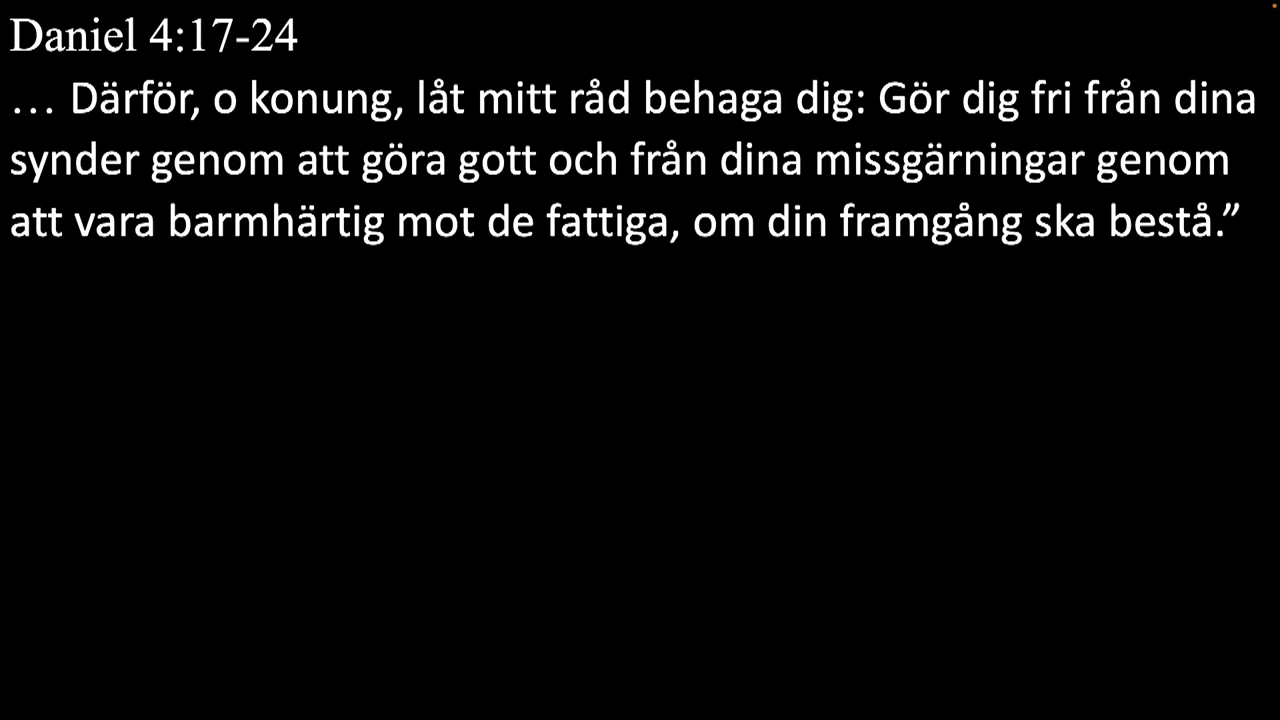 Daniel 4:17-24
… Därför, o konung, låt mitt råd behaga dig: Gör dig fri från dina
synder genom att göra gott och från dina missgärningar genom
att vara barmhärtig mot de fattiga, om din framgång ska bestå.”